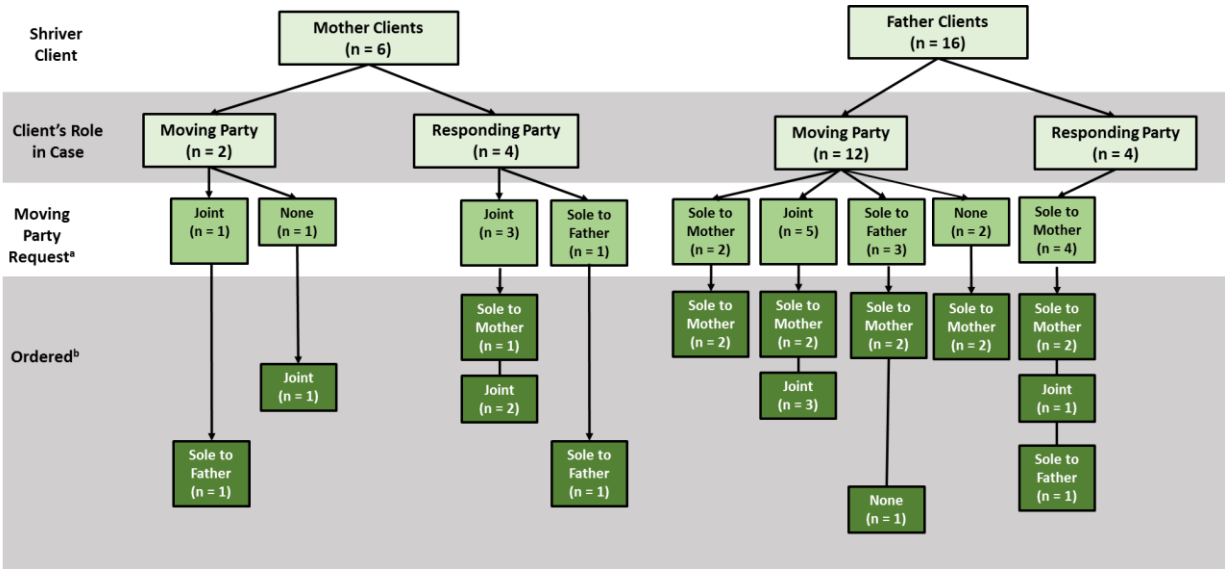 Shriver
Client
Mother Clients
(n = 6)
Father Clients
(n = 16)
Client's Role
in Case
Moving Party
(n = 2)
Responding Party
(n = 4)
Moving Party
(n = 12)
Responding Party
(n = 4)
Moving
Party
Requestᵃ
Joint
(n = 1)
None
(n = 1)
Joint
(n = 3)
Sole to
Father
(n = 1)
Sole to
Mother
(n = 2)
Joint
(n = 5)
Sole to
Father
(n = 3)
None
(n = 2)
Sole to
Mother
(n = 4)
Orderedᵇ
Sole to
Father
(n = 1)
Joint
(n = 1)
Sole to
Mother
(n = 1)
Joint
(n = 2)
Sole to
Father
(n = 1)
Sole to
Mother
(n = 2)
Sole to
Mother
(n = 2)
Joint
(n = 3)
Sole to
Mother
(n = 2)
None
(n = 1)
Sole to
Mother
(n = 2)
Sole to
Mother
(n = 2)
Joint
(n = 1)
Sole to
Father
(n = 1)